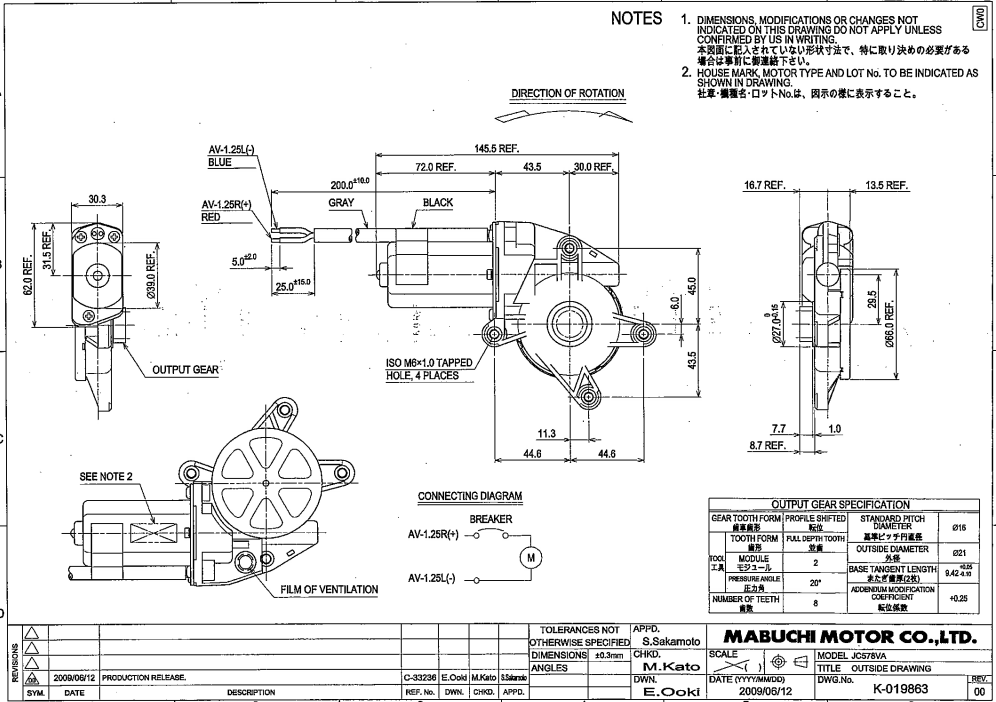 NOTES
1. DIMENSIONS, MODIFICATIONS OR CHANGES NOT
INDICATED ON THIS DRAWING DO NOT APPLY UNLESS
CONFIRMED BY US IN WRITING.
本図面に記入されていない形状寸法で、特に取り決めの必要がある
場合は事前に御連絡下さい。
2. HOUSE MARK, MOTOR TYPE AND LOT No. TO BE INDICATED AS
SHOWN IN DRAWING.
社章・機種名・ロットNo.は、図示の様に表示すること。
CW0
DIRECTION OF ROTATION
145.5 REF.
72.0 REF.
43.5
30.0 REF.
AV-1.25L(-)
BLUE
200.0±10.0
AV-1.25R(+)
RED
GRAY
BLACK
5.0±2.0
25.0±15.0
30.3
62.0 REF.
31.5 REF.
Ø39.0 REF.
OUTPUT GEAR
ISO M6×1.0 TAPPED
HOLE, 4 PLACES
6.0
45.0
43.5
11.3
44.6
44.6
16.7 REF.
13.5 REF.
Ø27.0 0 -0.15
29.5
Ø66.0 REF.
7.7
1.0
8.7 REF.
SEE NOTE 2
FILM OF VENTILATION
CONNECTING DIAGRAM
BREAKER
AV-1.25R(+)
M
AV-1.25L(-)
OUTPUT GEAR SPECIFICATION
GEAR TOOTH FORM
歯車歯形
PROFILE SHIFTED
転位
STANDARD PITCH
DIAMETER
基準ピッチ円直径
Ø16
TOOL
工具
TOOTH FORM
歯形
FULL DEPTH TOOTH
並歯
OUTSIDE DIAMETER
外径
Ø21
MODULE
モジュール
2
BASE TANGENT LENGTH
またぎ歯厚(2枚)
9.42 +0.05 -0.10
PRESSURE ANGLE
圧力角
20°
ADDENDUM MODIFICATION
COEFFICIENT
転位係数
+0.25
NUMBER OF TEETH
歯数
8
REVISIONS
00
2009/06/12
PRODUCTION RELEASE.
C-33236
E.Ooki
M.Kato
S.Sakamoto
SYM.
DATE
DESCRIPTION
REF. No.
DWN.
CHKD.
APPD.
TOLERANCES NOT
OTHERWISE SPECIFIED
DIMENSIONS
±0.3mm
ANGLES
APPD.
S.Sakamoto
CHKD.
M.Kato
DWN.
E.Ooki
MABUCHI MOTOR CO.,LTD.
SCALE
( )
MODEL JC578VA
TITLE OUTSIDE DRAWING
DATE (YYYY/MM/DD)
2009/06/12
DWG.No.
K-019863
REV.
00